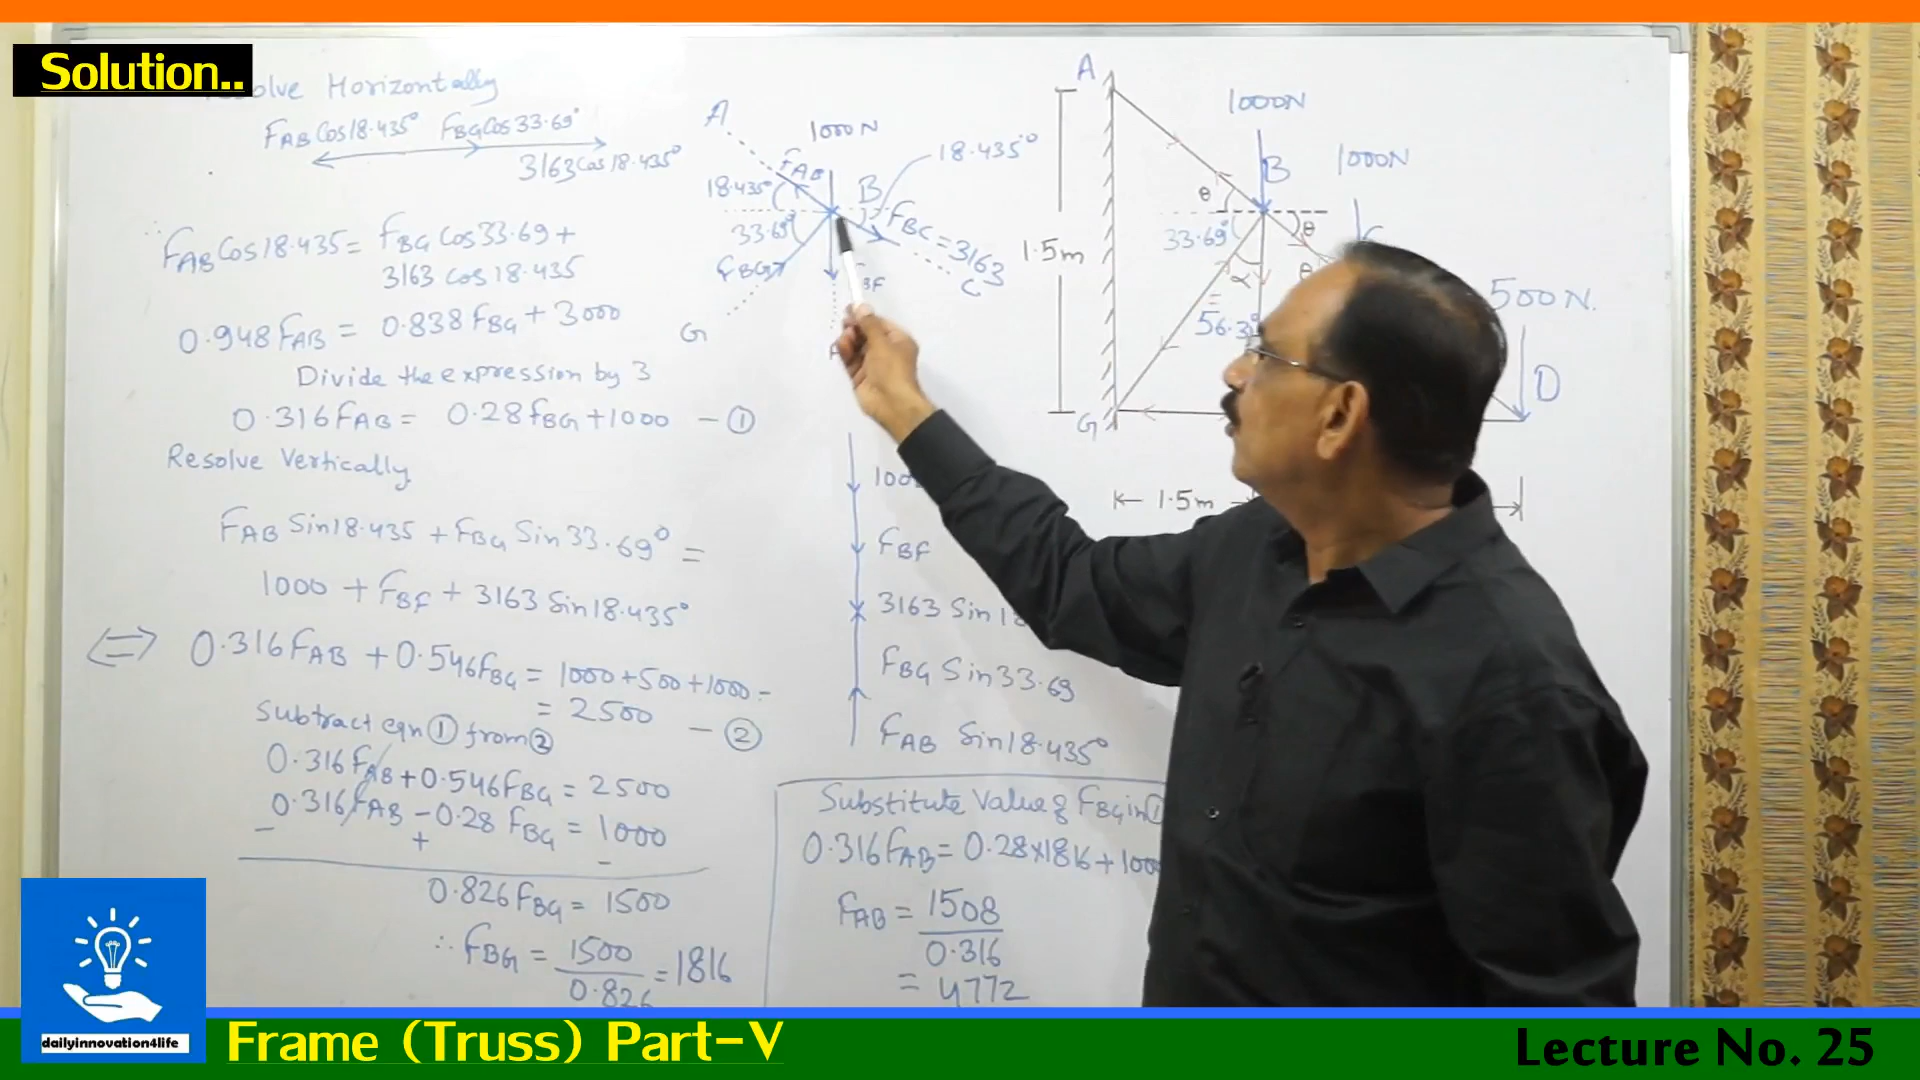 Solution..
Resolve Horizontally
FAB Cos 18.435° FBG Cos 33.69°
3163 cos 18.435°
∴ FAB Cos 18.435 = FBG Cos 33.69 +
3163 cos 18.435
0.948 FAB = 0.838 FBG + 3000
Divide the expression by 3
0.316 FAB = 0.28 FBG + 1000 - ①
Resolve Vertically
FAB Sin 18.435 + FBG Sin 33.69° =
1000 + FBF + 3163 Sin 18.435°
<=> 0.316 FAB + 0.546 FBG = 1000 + 500 + 1000 -
= 2500 - ②
Subtract eqn ① from ②
0.316 FAB + 0.546 FBG = 2500
0.316 FAB - 0.28 FBG = 1000
- + -
0.826 FBG = 1500
∴ FBG = 1500
0.826 = 1816
A
1000 N
FAB
18.435°
18.435°
B
33.69°
FBC = 3163
FBG
BF
C
G
1000
FBF
3163 Sin 18
FBG Sin 33.69
FAB Sin 18.435°
Substitute Value of FBG in ①
0.316 FAB = 0.28 × 1816 + 1000
FAB = 1508
0.316
= 4772
A
1000N
B
1000N
θ
33.69°
θ
1.5m
α
θ
=
56.3
500 N.
D
G
1.5m
dailyinnovation4life
Frame (Truss) Part-V
Lecture No. 25